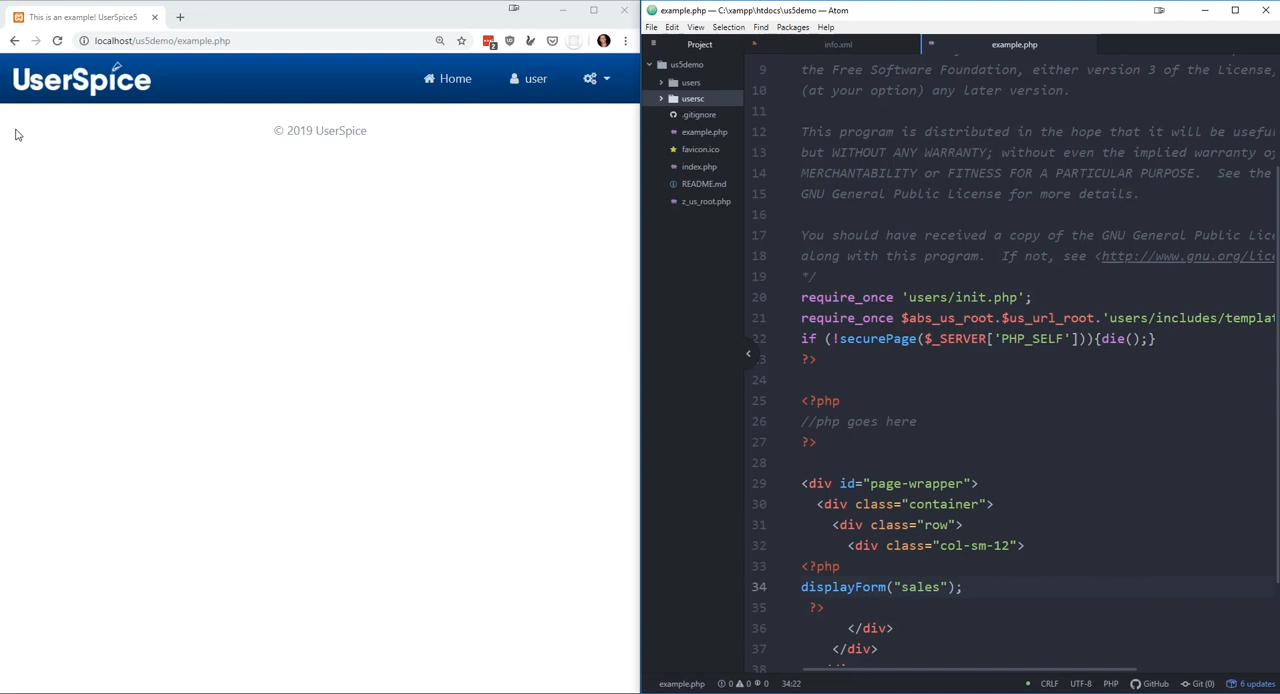 This is an example! UserSpice5
localhost/us5demo/example.php
2
UserSpice
Home
user
© 2019 UserSpice
example.php — C:\xampp\htdocs\us5demo — Atom
File Edit View Selection Find Packages Help
Project
info.xml
example.php
us5demo
users
usersc
.gitignore
example.php
favicon.ico
index.php
README.md
z_us_root.php
9 the Free Software Foundation, either version 3 of the License,
10 (at your option) any later version.
11
12 This program is distributed in the hope that it will be usefu
13 but WITHOUT ANY WARRANTY; without even the implied warranty o
14 MERCHANTABILITY or FITNESS FOR A PARTICULAR PURPOSE.  See the
15 GNU General Public License for more details.
16
17 You should have received a copy of the GNU General Public Lic
18 along with this program.  If not, see <http://www.gnu.org/lic
19 */
20 require_once 'users/init.php';
21 require_once $abs_us_root.$us_url_root.'users/includes/templat
22 if (!securePage($_SERVER['PHP_SELF'])){die();}
23 ?>
24
25 <?php
26 //php goes here
27 ?>
28
29 <div id="page-wrapper">
30 <div class="container">
31 <div class="row">
32 <div class="col-sm-12">
33 <?php
34 displayForm("sales");
35 ?>
36 </div>
37 </div>
38
example.php 0 0 0 34:22 CRLF UTF-8 PHP GitHub Git (0) 6 updates